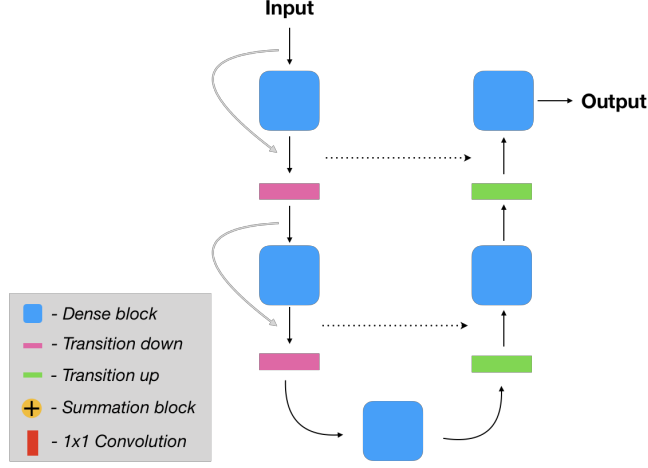 Input
Output
- Dense block
- Transition down
- Transition up
- Summation block
- 1x1 Convolution